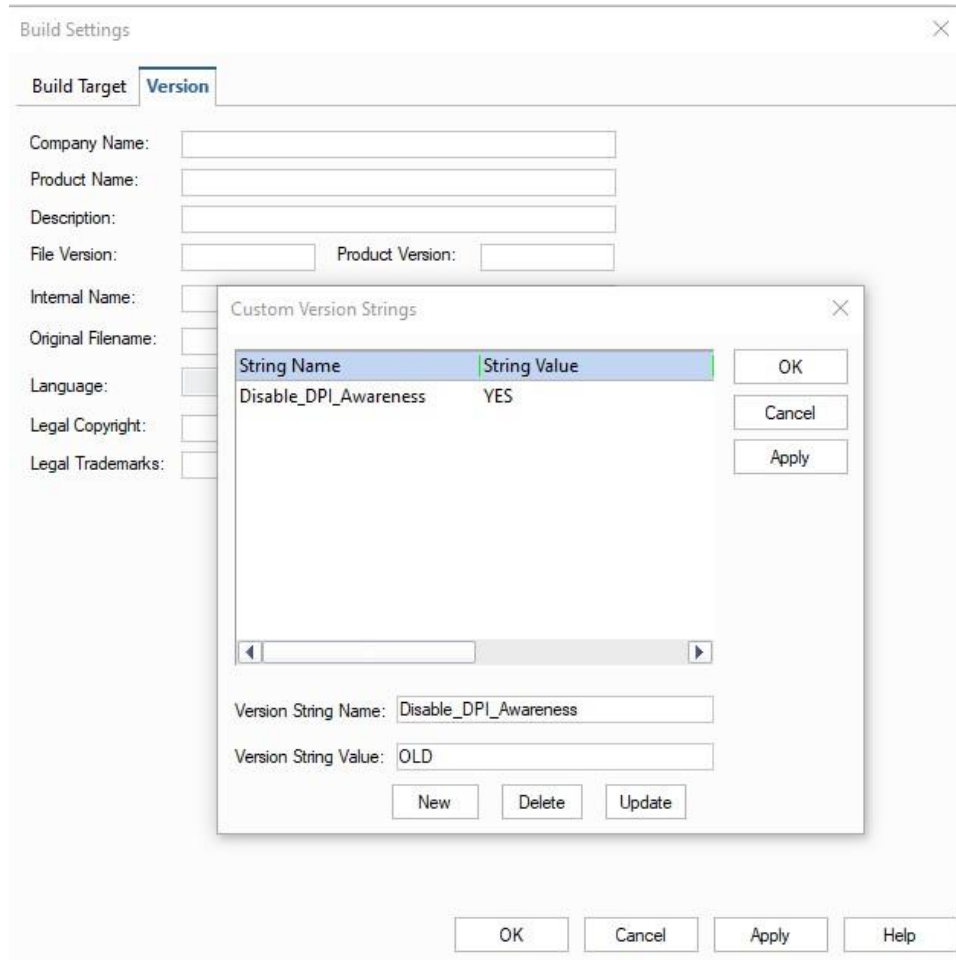 Build Settings
Build Target Version
Company Name:
Product Name:
Description:
File Version: Product Version:
Internal Name:
Original Filename:
Language:
Legal Copyright:
Legal Trademarks:
Custom Version Strings
String Name String Value
Disable_DPI_Awareness YES
OK
Cancel
Apply
Version String Name: Disable_DPI_Awareness
Version String Value: OLD
New Delete Update
OK Cancel Apply Help